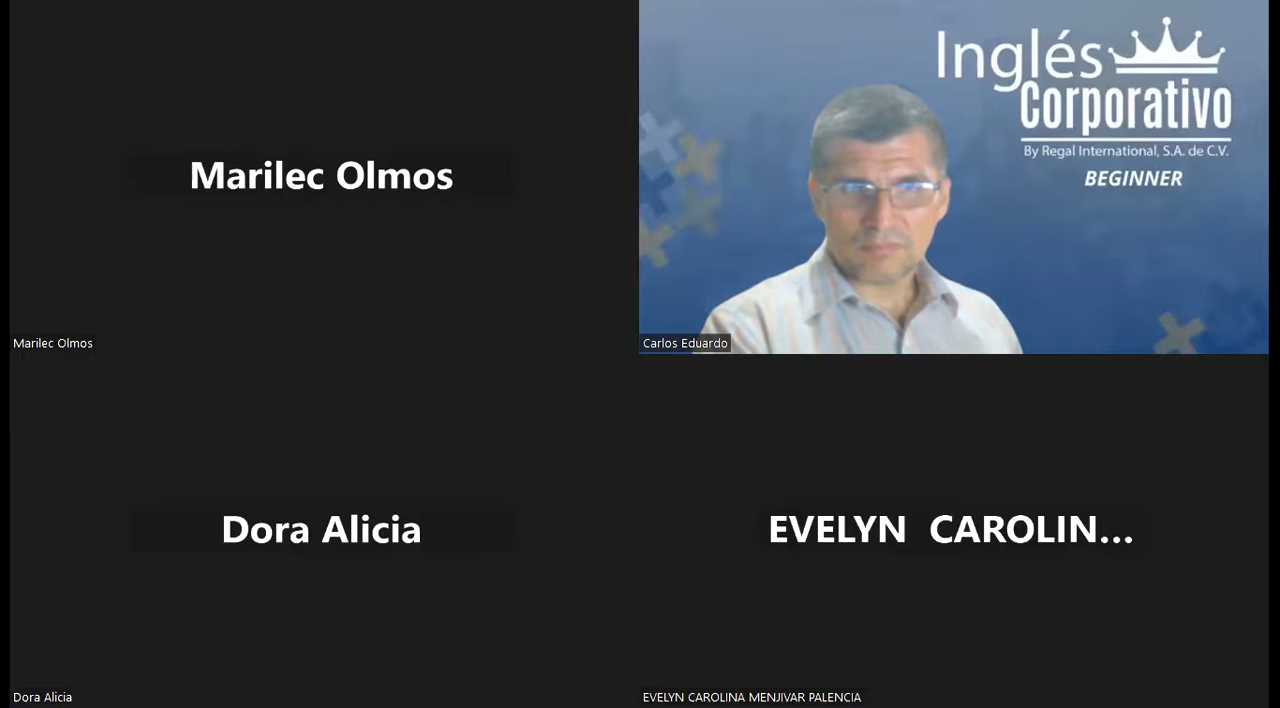 Marilec Olmos
Marilec Olmos
Inglés
Corporativo
By Regal International, S.A. de C.V.
BEGINNER
Carlos Eduardo
Dora Alicia
Dora Alicia
EVELYN CAROLIN...
EVELYN CAROLINA MENJIVAR PALENCIA